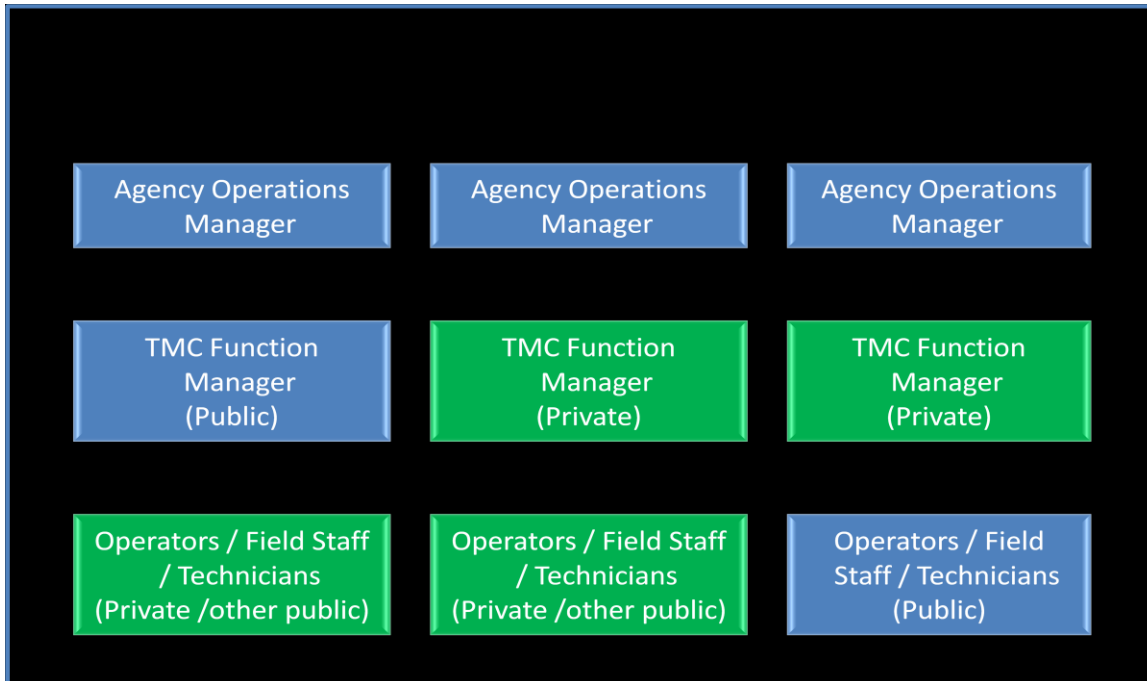 Agency Operations
Manager
Agency Operations
Manager
Agency Operations
Manager
TMC Function
Manager
(Public)
TMC Function
Manager
(Private)
TMC Function
Manager
(Private)
Operators / Field Staff
/ Technicians
(Private /other public)
Operators / Field Staff
/ Technicians
(Private /other public)
Operators / Field
Staff / Technicians
(Public)